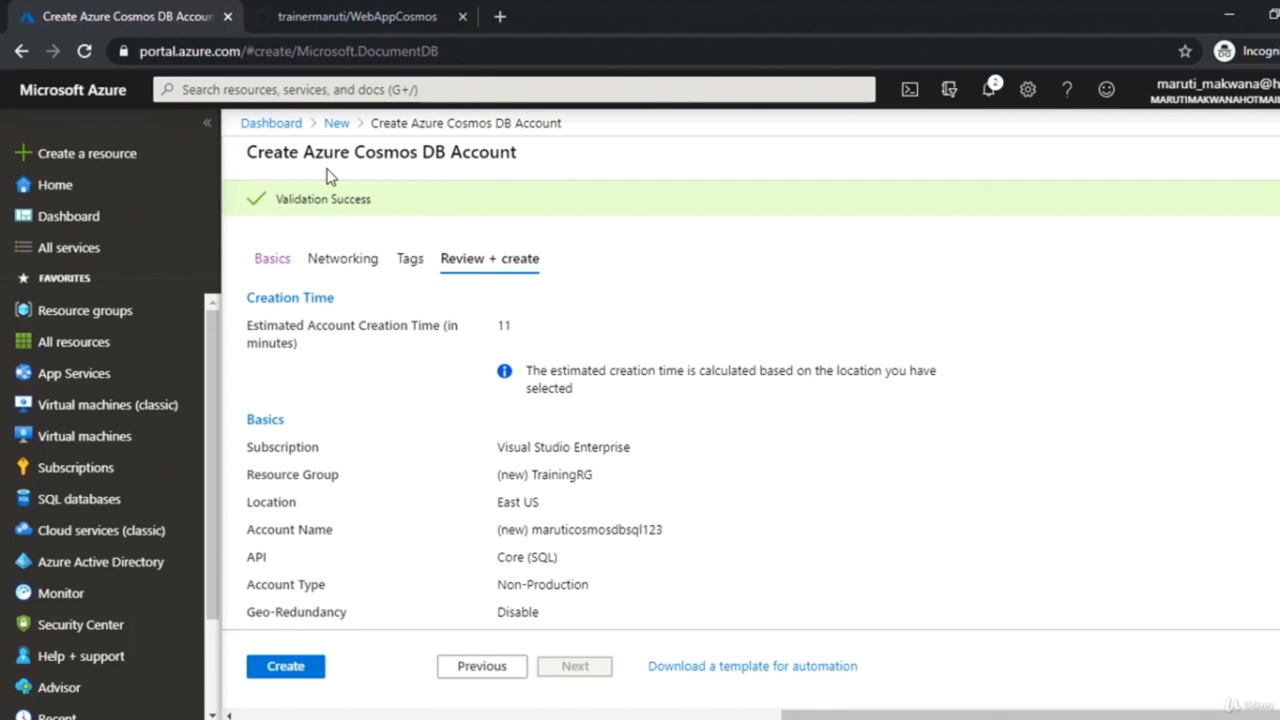 Create Azure Cosmos DB Accoun
trainermaruti/WebAppCosmos
portal.azure.com/#create/Microsoft.DocumentDB
Incogn
Microsoft Azure
Search resources, services, and docs (G+/)
2
maruti_makwana@h
MARUTIMAKWANAHOTMAIL
Dashboard > New > Create Azure Cosmos DB Account
Create Azure Cosmos DB Account
Validation Success
Create a resource
Home
Dashboard
All services
FAVORITES
Resource groups
All resources
App Services
Virtual machines (classic)
Virtual machines
Subscriptions
SQL databases
Cloud services (classic)
Azure Active Directory
Monitor
Security Center
Help + support
Advisor
Recent
Basics Networking Tags Review + create
Creation Time
Estimated Account Creation Time (in
minutes)
11
The estimated creation time is calculated based on the location you have
selected
Basics
Subscription Visual Studio Enterprise
Resource Group (new) TrainingRG
Location East US
Account Name (new) maruticosmosdbsql123
API Core (SQL)
Account Type Non-Production
Geo-Redundancy Disable
Create Previous Next Download a template for automation